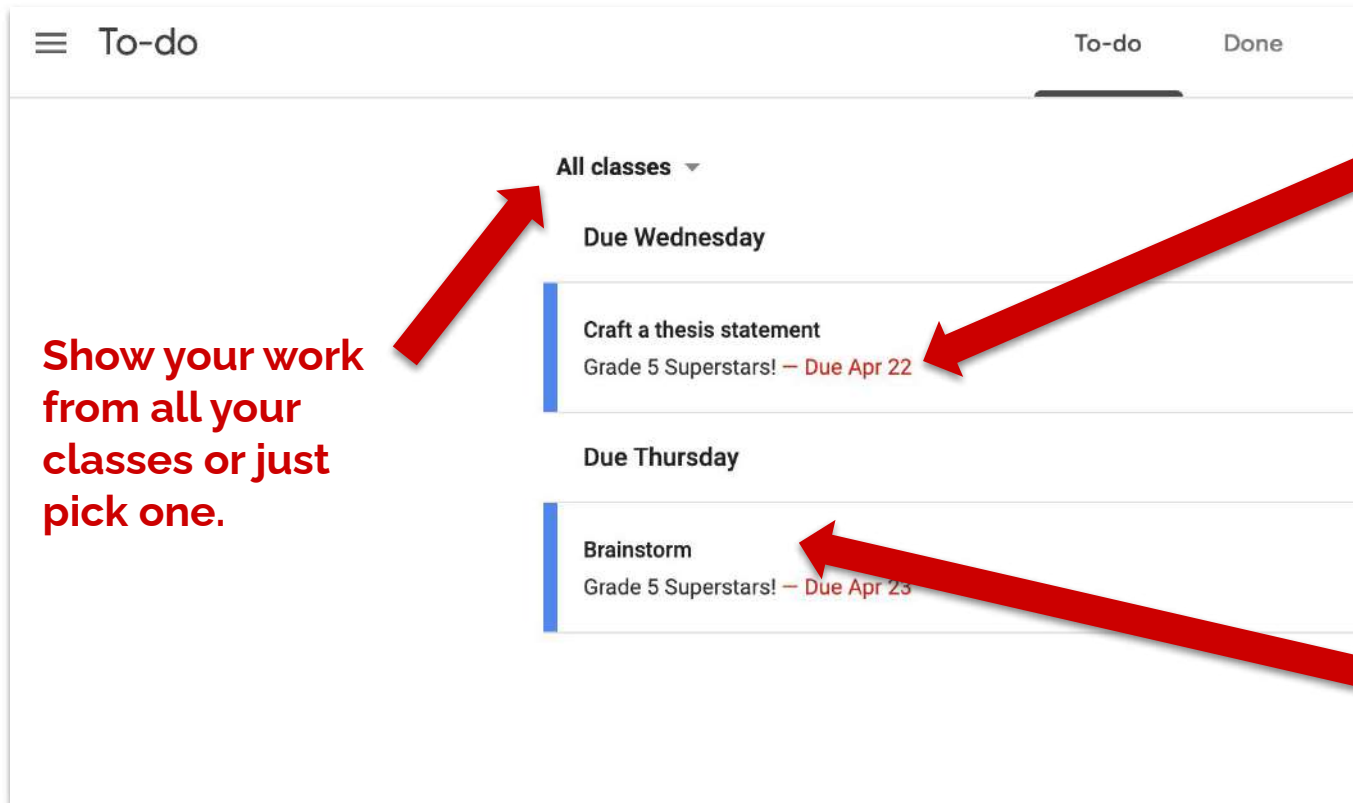 To-do
To-do Done
All classes
Due Wednesday
Craft a thesis statement
Grade 5 Superstars! — Due Apr 22
Show your work
from all your
classes or just
pick one.
Due Thursday
Brainstorm
Grade 5 Superstars! — Due Apr 23